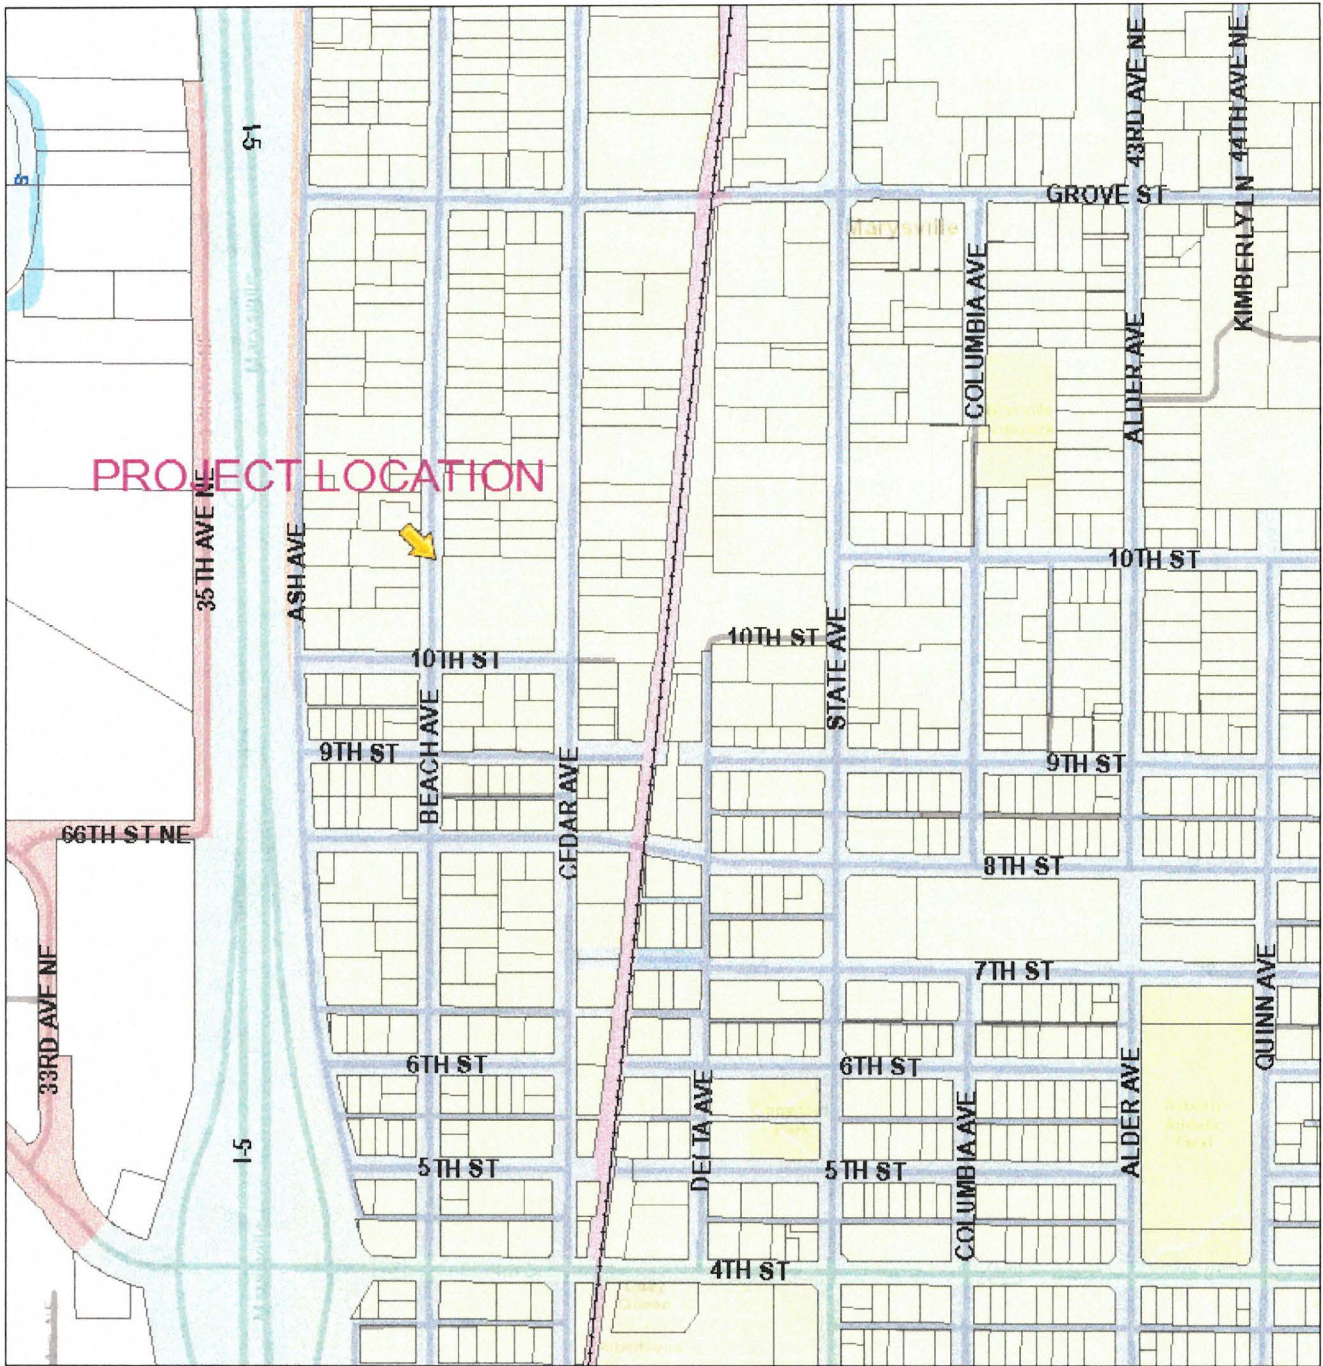 43RD AVE NE
44TH AVE NE
I-5
S
GROVE ST
Marysville
KIMBERLY LN
COLUMBIA AVE
ALDER AVE
Marysville
PROJECT LOCATION
35TH AVE NE
ASH AVE
10TH ST
10TH ST
10TH ST
STATE AVE
BEACH AVE
9TH ST
CEDAR AVE
9TH ST
66TH ST NE
8TH ST
33RD AVE NE
7TH ST
QUINN AVE
6TH ST
6TH ST
DELTA AVE
COLUMBIA AVE
ALDER AVE
Athletic
I-5
5TH ST
5TH ST
4TH ST